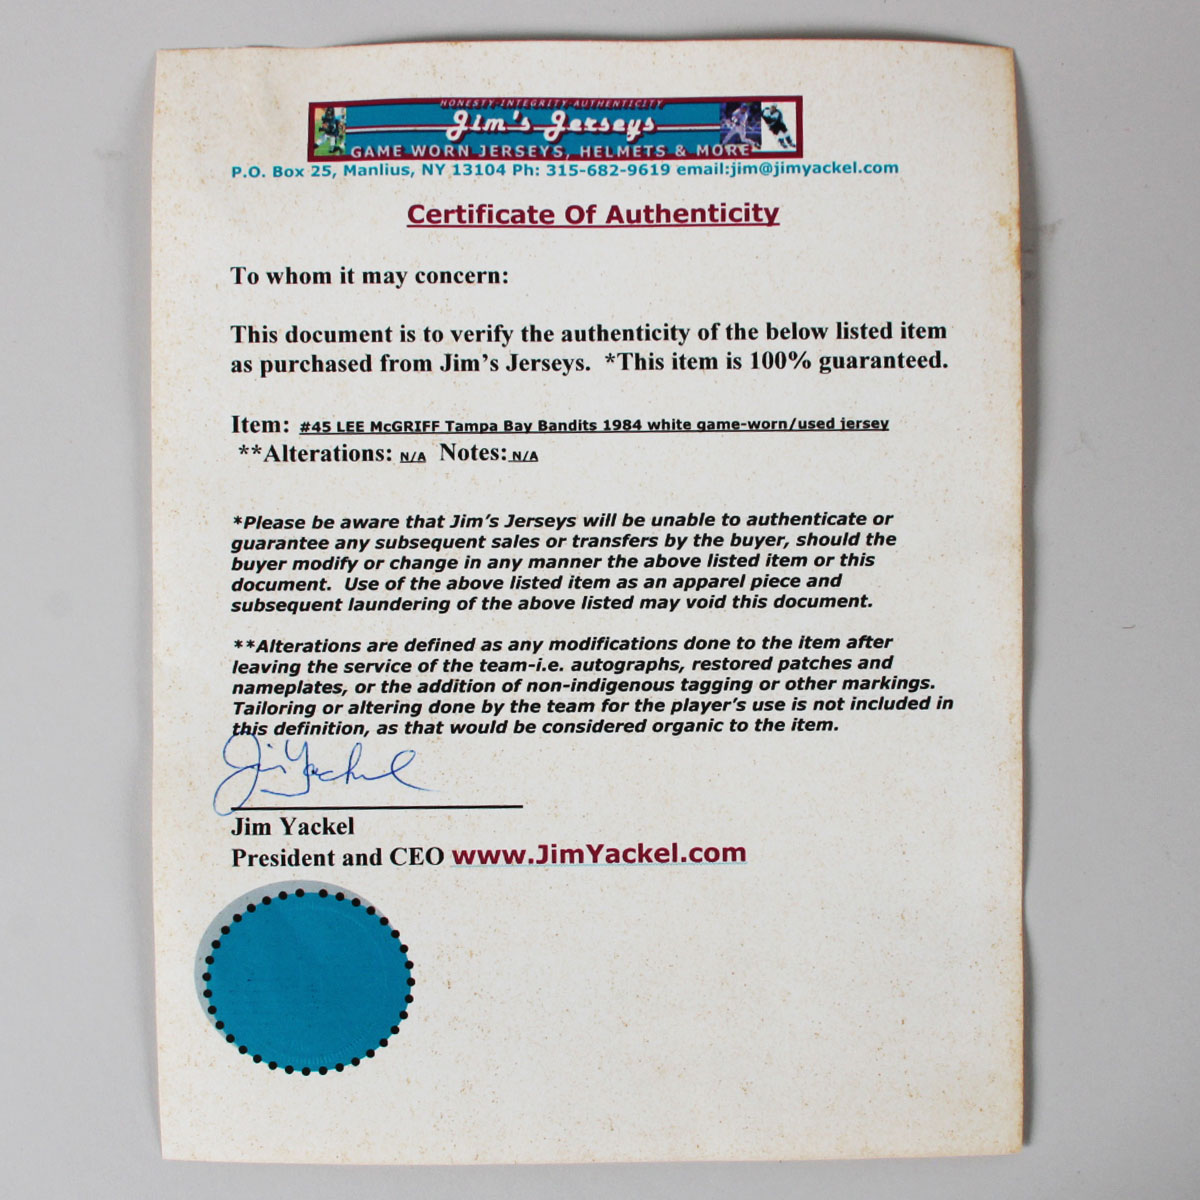 HONESTY-INTEGRITY-AUTHENTICITY
Jim's Jerseys
GAME WORN JERSEYS, HELMETS & MORE
P.O. Box 25, Manlius, NY 13104 Ph: 315-682-9619 email:jim@jimyackel.com
Certificate Of Authenticity
To whom it may concern:
This document is to verify the authenticity of the below listed item
as purchased from Jim's Jerseys. *This item is 100% guaranteed.
Item: #45 LEE McGRIFF Tampa Bay Bandits 1984 white game-worn/used jersey
**Alterations: N/A Notes: N/A
*Please be aware that Jim's Jerseys will be unable to authenticate or
guarantee any subsequent sales or transfers by the buyer, should the
buyer modify or change in any manner the above listed item or this
document. Use of the above listed item as an apparel piece and
subsequent laundering of the above listed may void this document.
**Alterations are defined as any modifications done to the item after
leaving the service of the team-i.e. autographs, restored patches and
nameplates, or the addition of non-indigenous tagging or other markings.
Tailoring or altering done by the team for the player's use is not included in
this definition, as that would be considered organic to the item.
Jim Yackel
Jim Yackel
President and CEO www.JimYackel.com